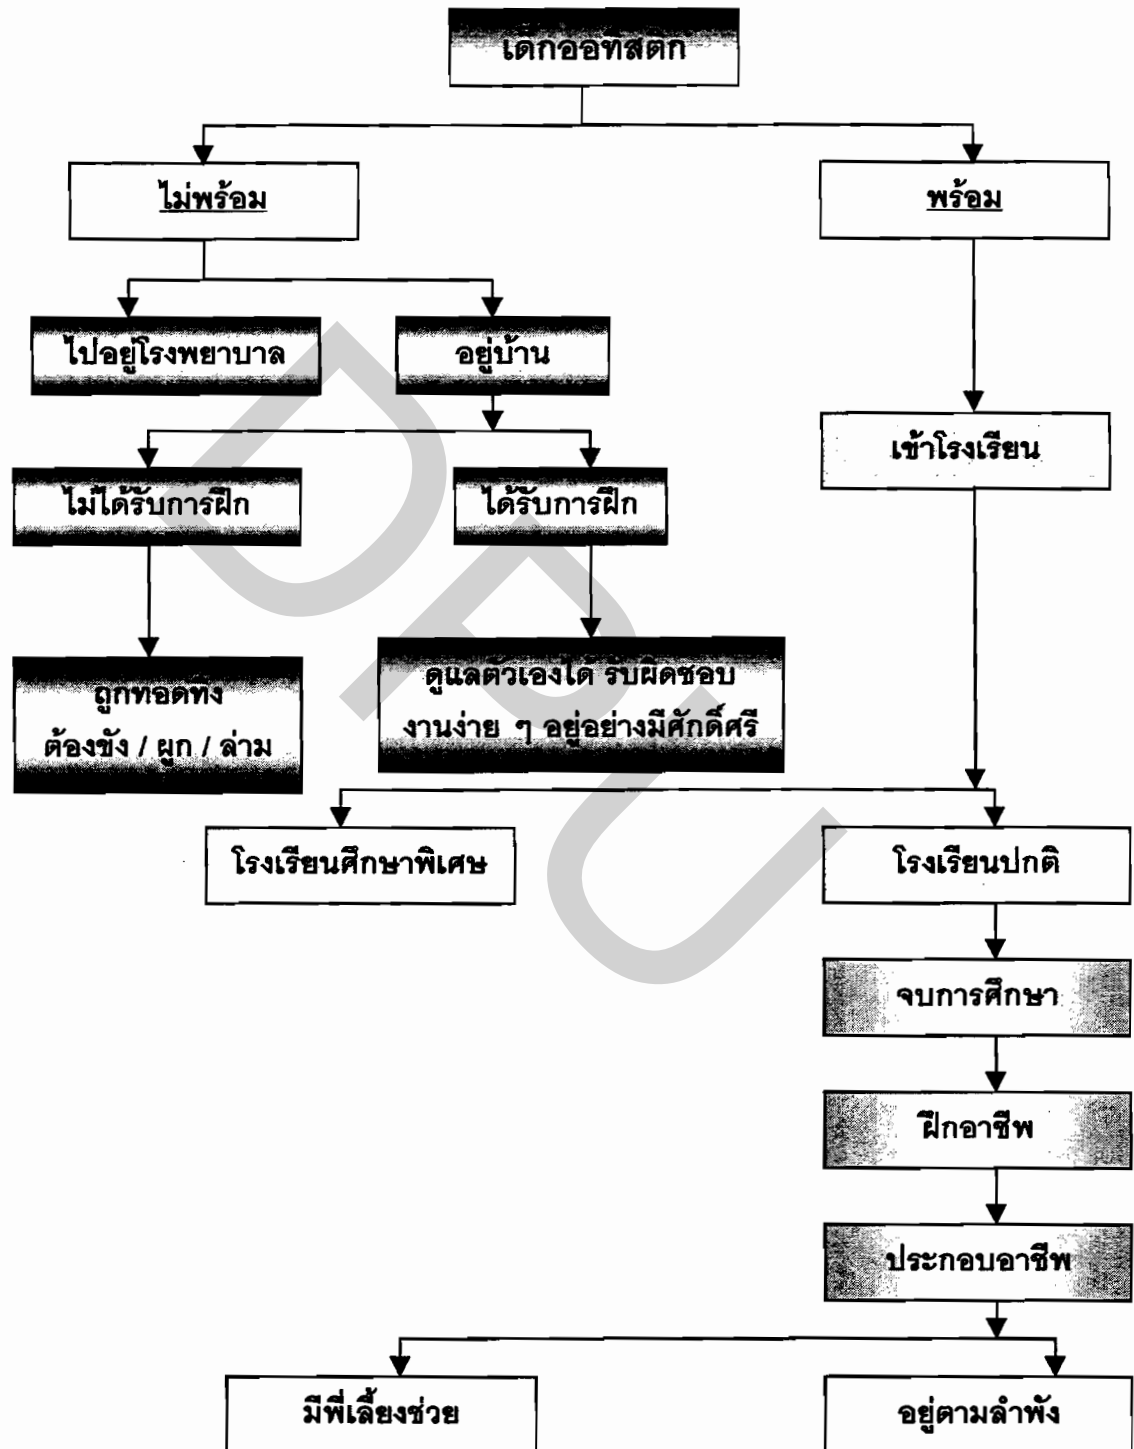 เด็กออทิสติก
ไม่พร้อม
พร้อม
ไปอยู่โรงพยาบาล
อยู่บ้าน
เข้าโรงเรียน
ไม่ได้รับการฝึก
ได้รับการฝึก
ถูกทอดทิ้ง
ต้องขัง / ผูก / ล่าม
ดูแลตัวเองได้ รับผิดชอบ
งานง่าย ๆ อยู่อย่างมีศักดิ์ศรี
DPU
โรงเรียนศึกษาพิเศษ
โรงเรียนปกติ
จบการศึกษา
ฝึกอาชีพ
ประกอบอาชีพ
มีพี่เลี้ยงช่วย
อยู่ตามลำพัง